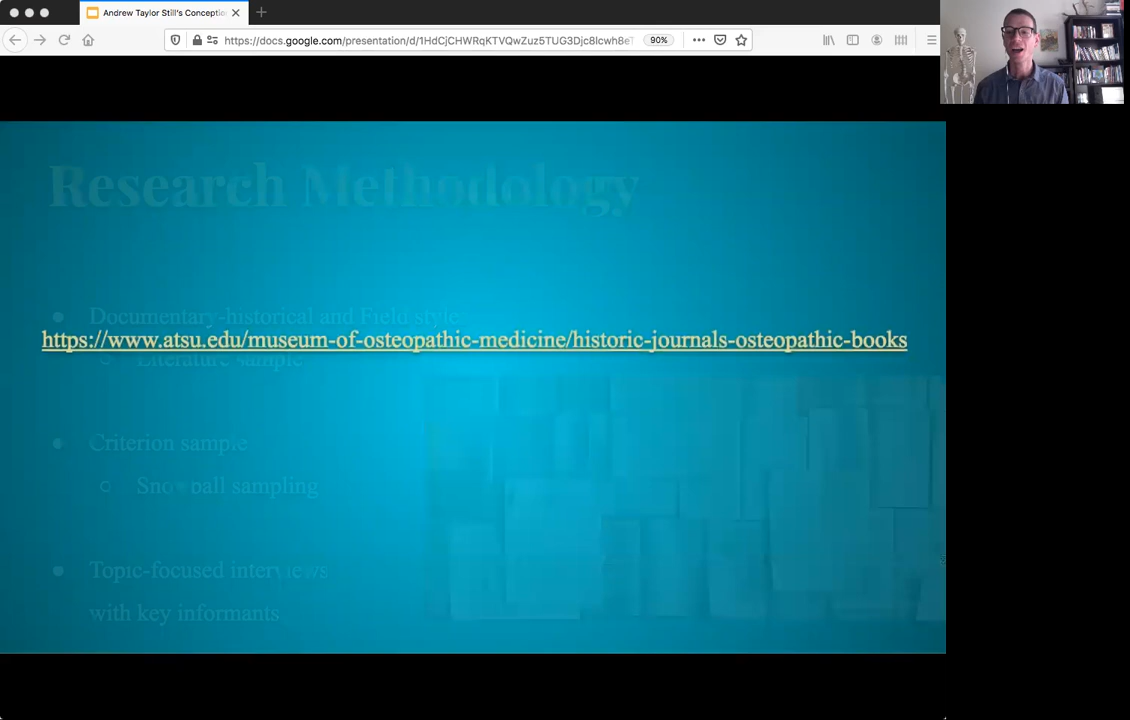 Andrew Taylor Still's Conceptio
https://docs.google.com/presentation/d/1HdCjCHWRqKTVQwZuz5TUG3Djc8Icwh8eT
90%
Research Methodology
Documentary-historical and Field style:
https://www.atsu.edu/museum-of-osteopathic-medicine/historic-journals-osteopathic-books
Literature sample
Criterion sample
Snowball sampling
Topic-focused interviews
with key informants